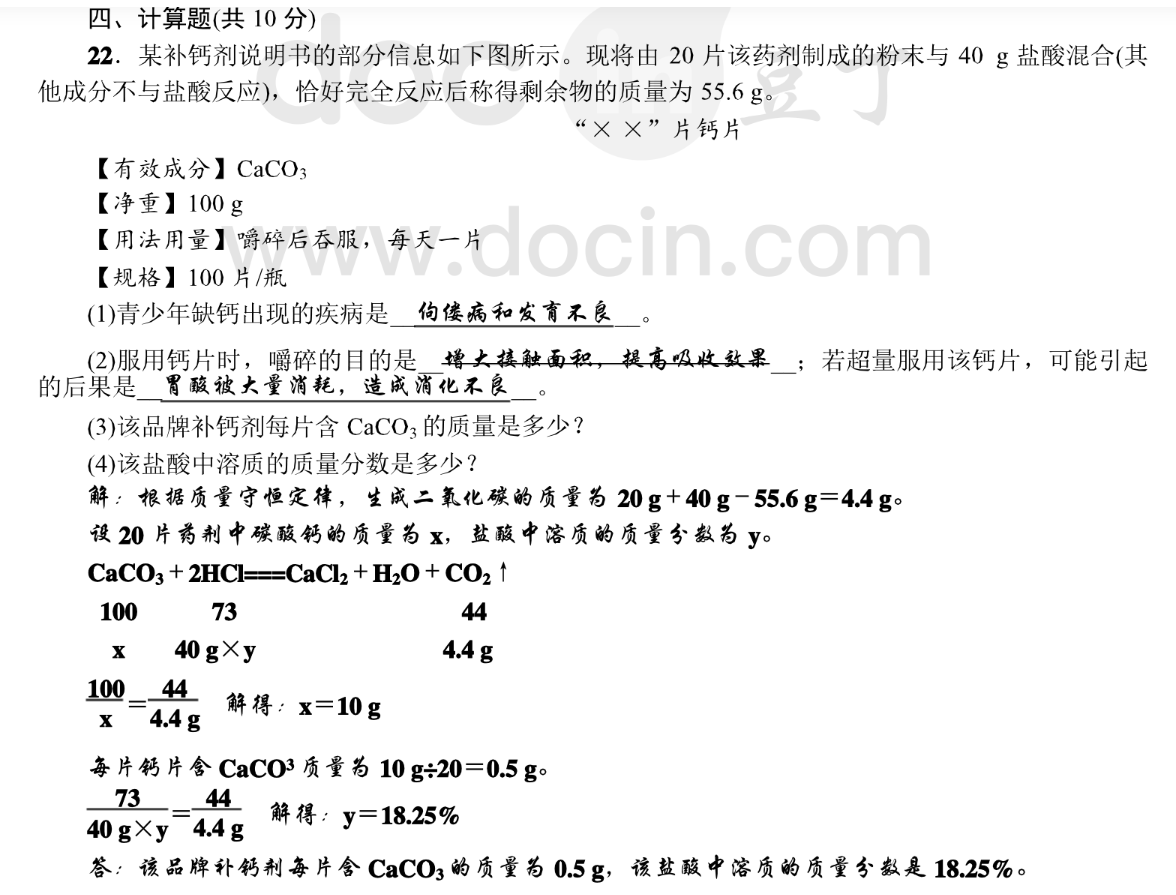 四、计算题(共 10 分)
22．某补钙剂说明书的部分信息如下图所示。现将由 20 片该药剂制成的粉末与 40 g 盐酸混合(其
他成分不与盐酸反应)，恰好完全反应后称得剩余物的质量为 55.6 g。
“× ×”片钙片
【有效成分】CaCO₃
【净重】100 g
【用法用量】嚼碎后吞服，每天一片
【规格】100 片/瓶
(1)青少年缺钙出现的疾病是__佝偻病和发育不良__。
(2)服用钙片时，嚼碎的目的是__增大接触面积，提高吸收效果__；若超量服用该钙片，可能引起
的后果是__胃酸被大量消耗，造成消化不良__。
(3)该品牌补钙剂每片含 CaCO₃ 的质量是多少？
(4)该盐酸中溶质的质量分数是多少？
解：根据质量守恒定律，生成二氧化碳的质量为 20 g＋40 g－55.6 g＝4.4 g。
设 20 片药剂中碳酸钙的质量为 x，盐酸中溶质的质量分数为 y。
CaCO₃＋2HCl===CaCl₂＋H₂O＋CO₂↑
100 73 44
x 40 g×y 4.4 g
100/x＝44/4.4 g 解得：x＝10 g
每片钙片含 CaCO³ 质量为 10 g÷20＝0.5 g。
73/40 g×y＝44/4.4 g 解得：y＝18.25%
答：该品牌补钙剂每片含 CaCO₃ 的质量为 0.5 g，该盐酸中溶质的质量分数是 18.25%。
doc in 豆丁
www.docin.com